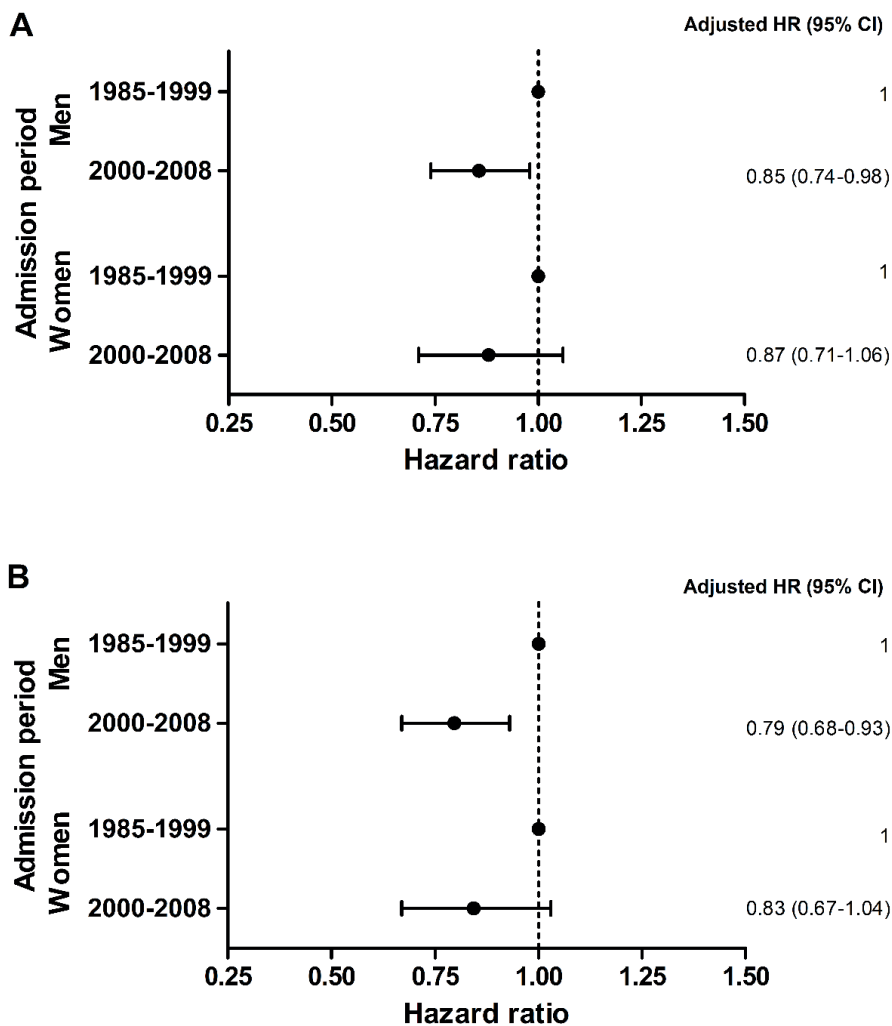 A
Adjusted HR (95% CI)
Admission period
Men
Women
1985-1999
1
2000-2008
0.85 (0.74-0.98)
1985-1999
1
2000-2008
0.87 (0.71-1.06)
0.25 0.50 0.75 1.00 1.25 1.50
Hazard ratio
B
Adjusted HR (95% CI)
Admission period
Men
Women
1985-1999
1
2000-2008
0.79 (0.68-0.93)
1985-1999
1
2000-2008
0.83 (0.67-1.04)
0.25 0.50 0.75 1.00 1.25 1.50
Hazard ratio